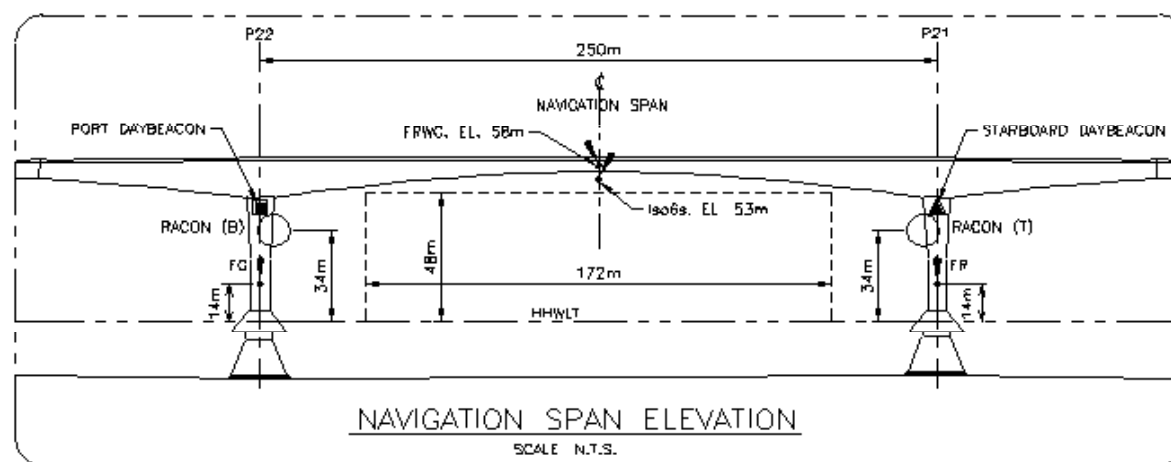 P22
P21
250m
℄
NAVIGATION SPAN
PORT DAYBEACON
FRWG. EL. 58m
STARBOARD DAYBEACON
Iso6s. EL 53m
RACON (B)
RACON (T)
48m
34m
34m
FG
FR
172m
14m
14m
HHWLT
NAVIGATION SPAN ELEVATION
SCALE N.T.S.